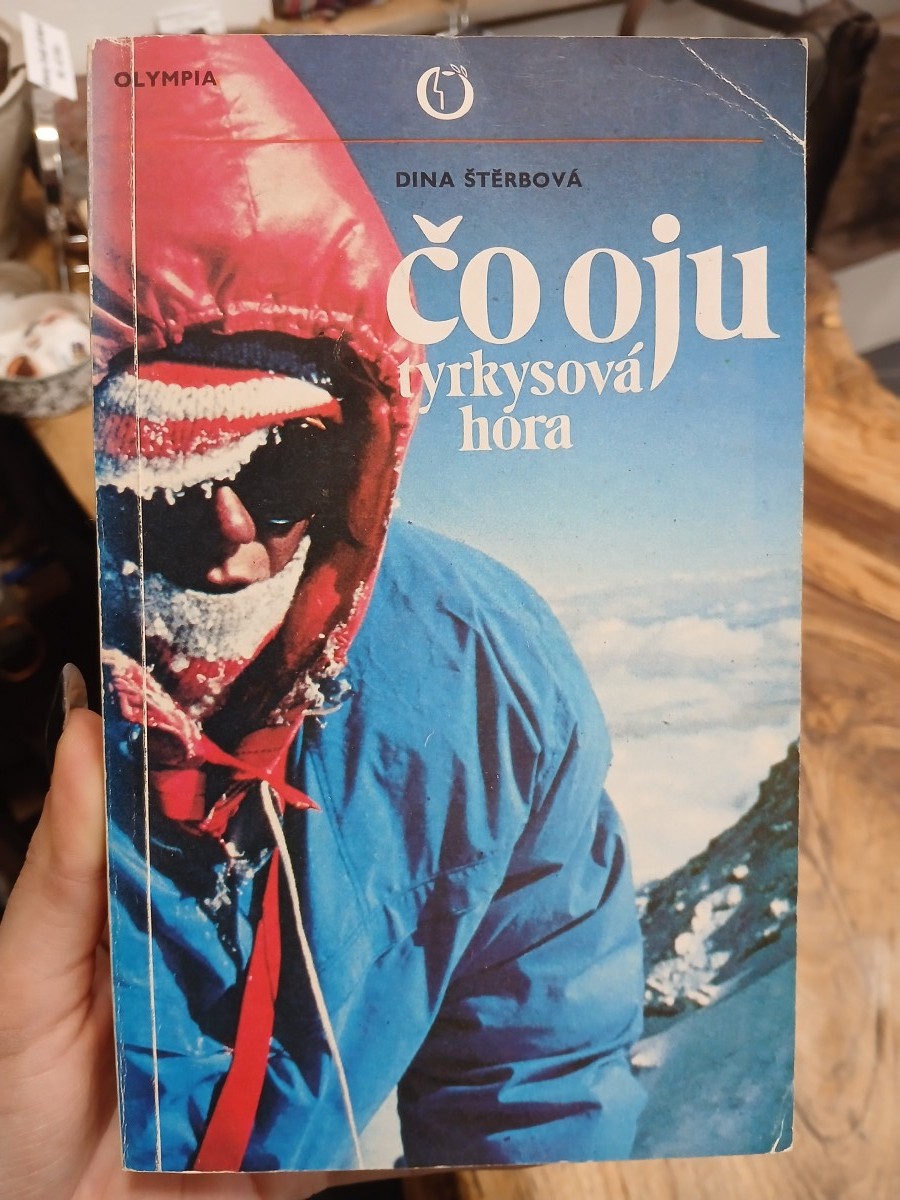 OLYMPIA
DINA ŠTĚRBOVÁ
čo oju
tyrkysová
hora